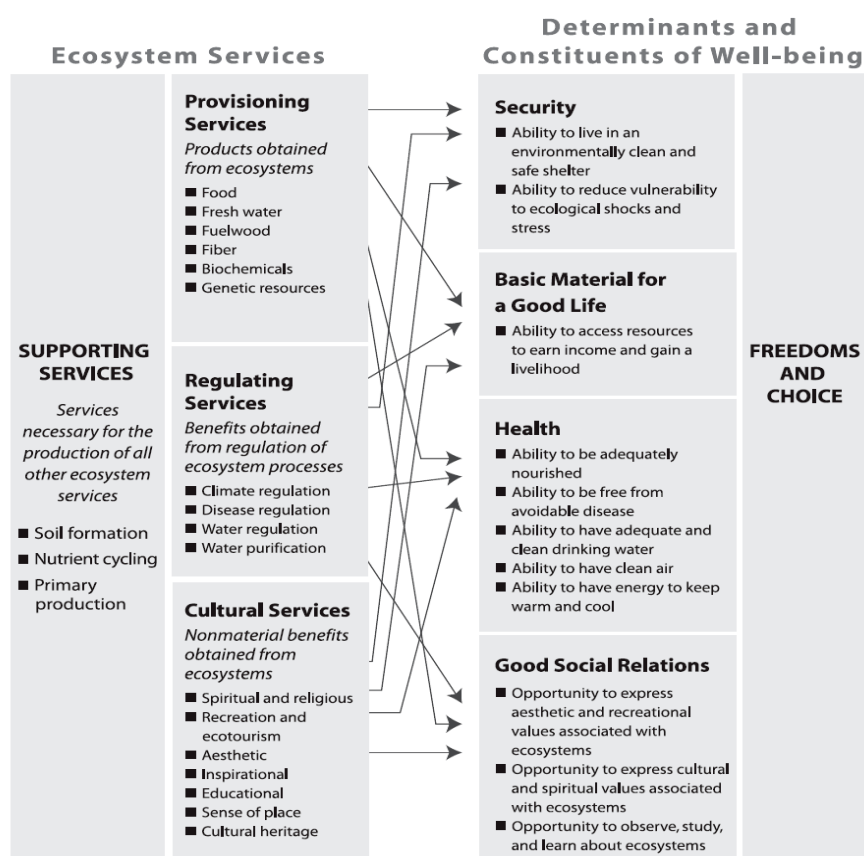 Ecosystem Services
Determinants and
Constituents of Well-being
SUPPORTING
SERVICES
Services
necessary for the
production of all
other ecosystem
services
■ Soil formation
■ Nutrient cycling
■ Primary
production
Provisioning
Services
Products obtained
from ecosystems
■ Food
■ Fresh water
■ Fuelwood
■ Fiber
■ Biochemicals
■ Genetic resources
Regulating
Services
Benefits obtained
from regulation of
ecosystem processes
■ Climate regulation
■ Disease regulation
■ Water regulation
■ Water purification
Cultural Services
Nonmaterial benefits
obtained from
ecosystems
■ Spiritual and religious
■ Recreation and
ecotourism
■ Aesthetic
■ Inspirational
■ Educational
■ Sense of place
■ Cultural heritage
Security
■ Ability to live in an
environmentally clean and
safe shelter
■ Ability to reduce vulnerability
to ecological shocks and
stress
Basic Material for
a Good Life
■ Ability to access resources
to earn income and gain a
livelihood
Health
■ Ability to be adequately
nourished
■ Ability to be free from
avoidable disease
■ Ability to have adequate and
clean drinking water
■ Ability to have clean air
■ Ability to have energy to keep
warm and cool
Good Social Relations
■ Opportunity to express
aesthetic and recreational
values associated with
ecosystems
■ Opportunity to express cultural
and spiritual values associated
with ecosystems
■ Opportunity to observe, study,
and learn about ecosystems
FREEDOMS
AND
CHOICE